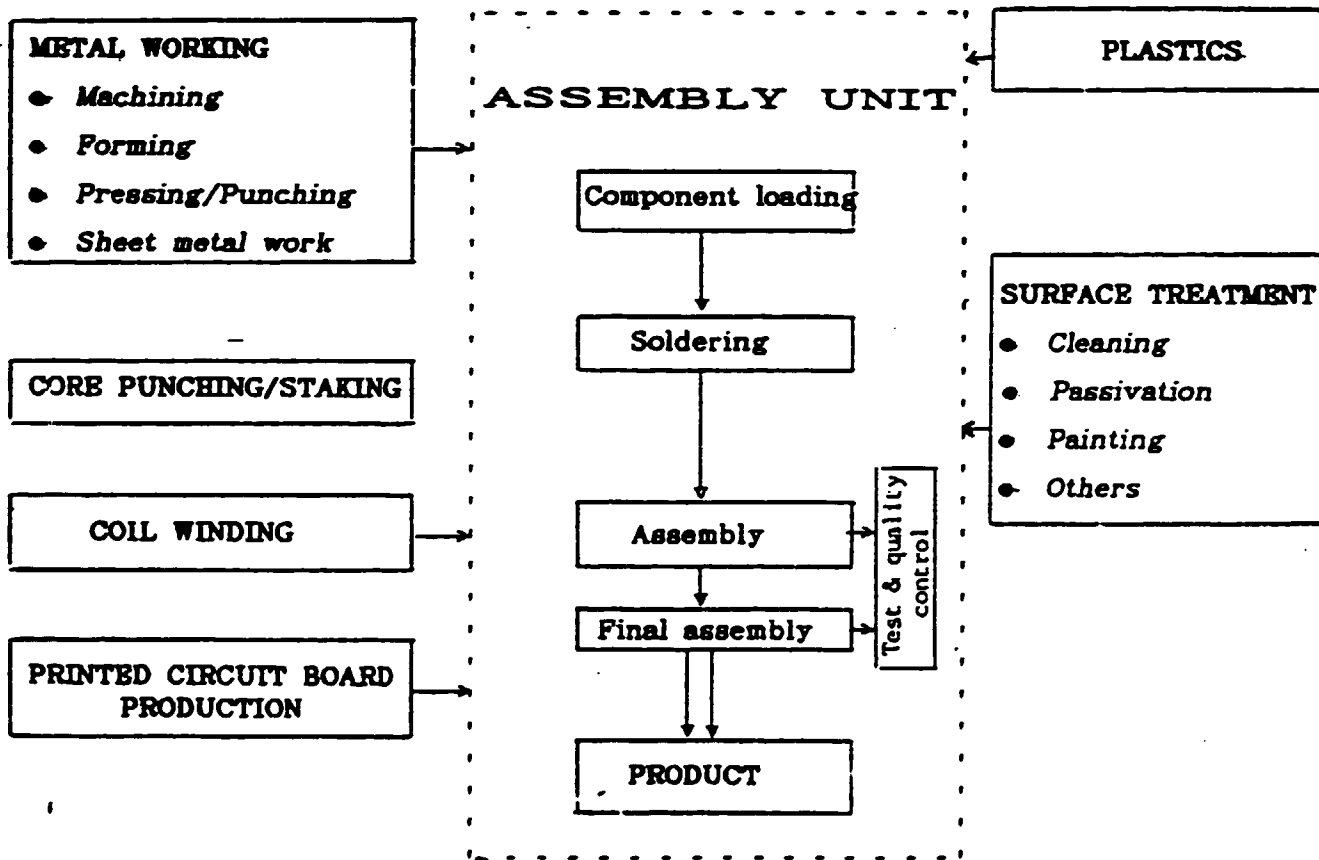 METAL WORKING
• Machining
• Forming
• Pressing/Punching
• Sheet metal work
CORE PUNCHING/STAKING
COIL WINDING
PRINTED CIRCUIT BOARD
PRODUCTION
ASSEMBLY UNIT
Component loading
Soldering
Assembly
Final assembly
Test & quality
control
PRODUCT
PLASTICS
SURFACE TREATMENT
• Cleaning
• Passivation
• Painting
• Others